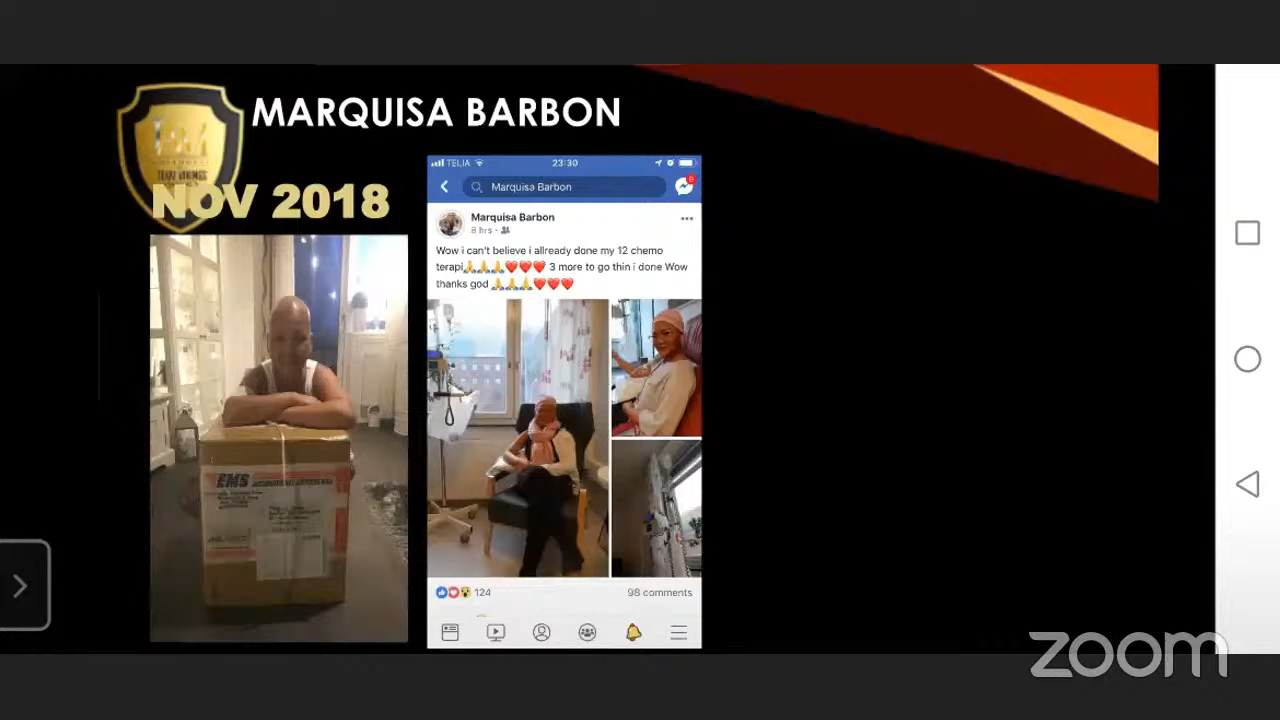 MARQUISA BARBON
NOV 2018
TELIA
23:30
Marquisa Barbon
9
Marquisa Barbon
8 hrs
Wow i can't believe i allready done my 12 chemo
terapi🙏🙏🙏❤❤❤ 3 more to go thin i done Wow
thanks god 🙏🙏🙏❤❤❤
EMS
124
98 comments
zoom